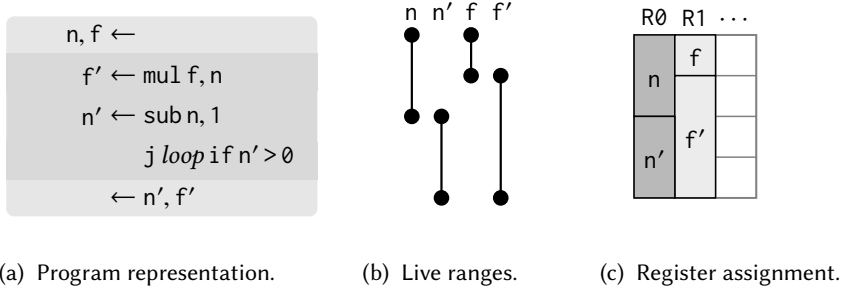 n, f ←
f′ ← mul f, n
n′ ← sub n, 1
j loop if n′ > 0
← n′, f′
n n′ f f′
R0 R1 ···
n f
n′ f′
(a) Program representation.
(b) Live ranges.
(c) Register assignment.